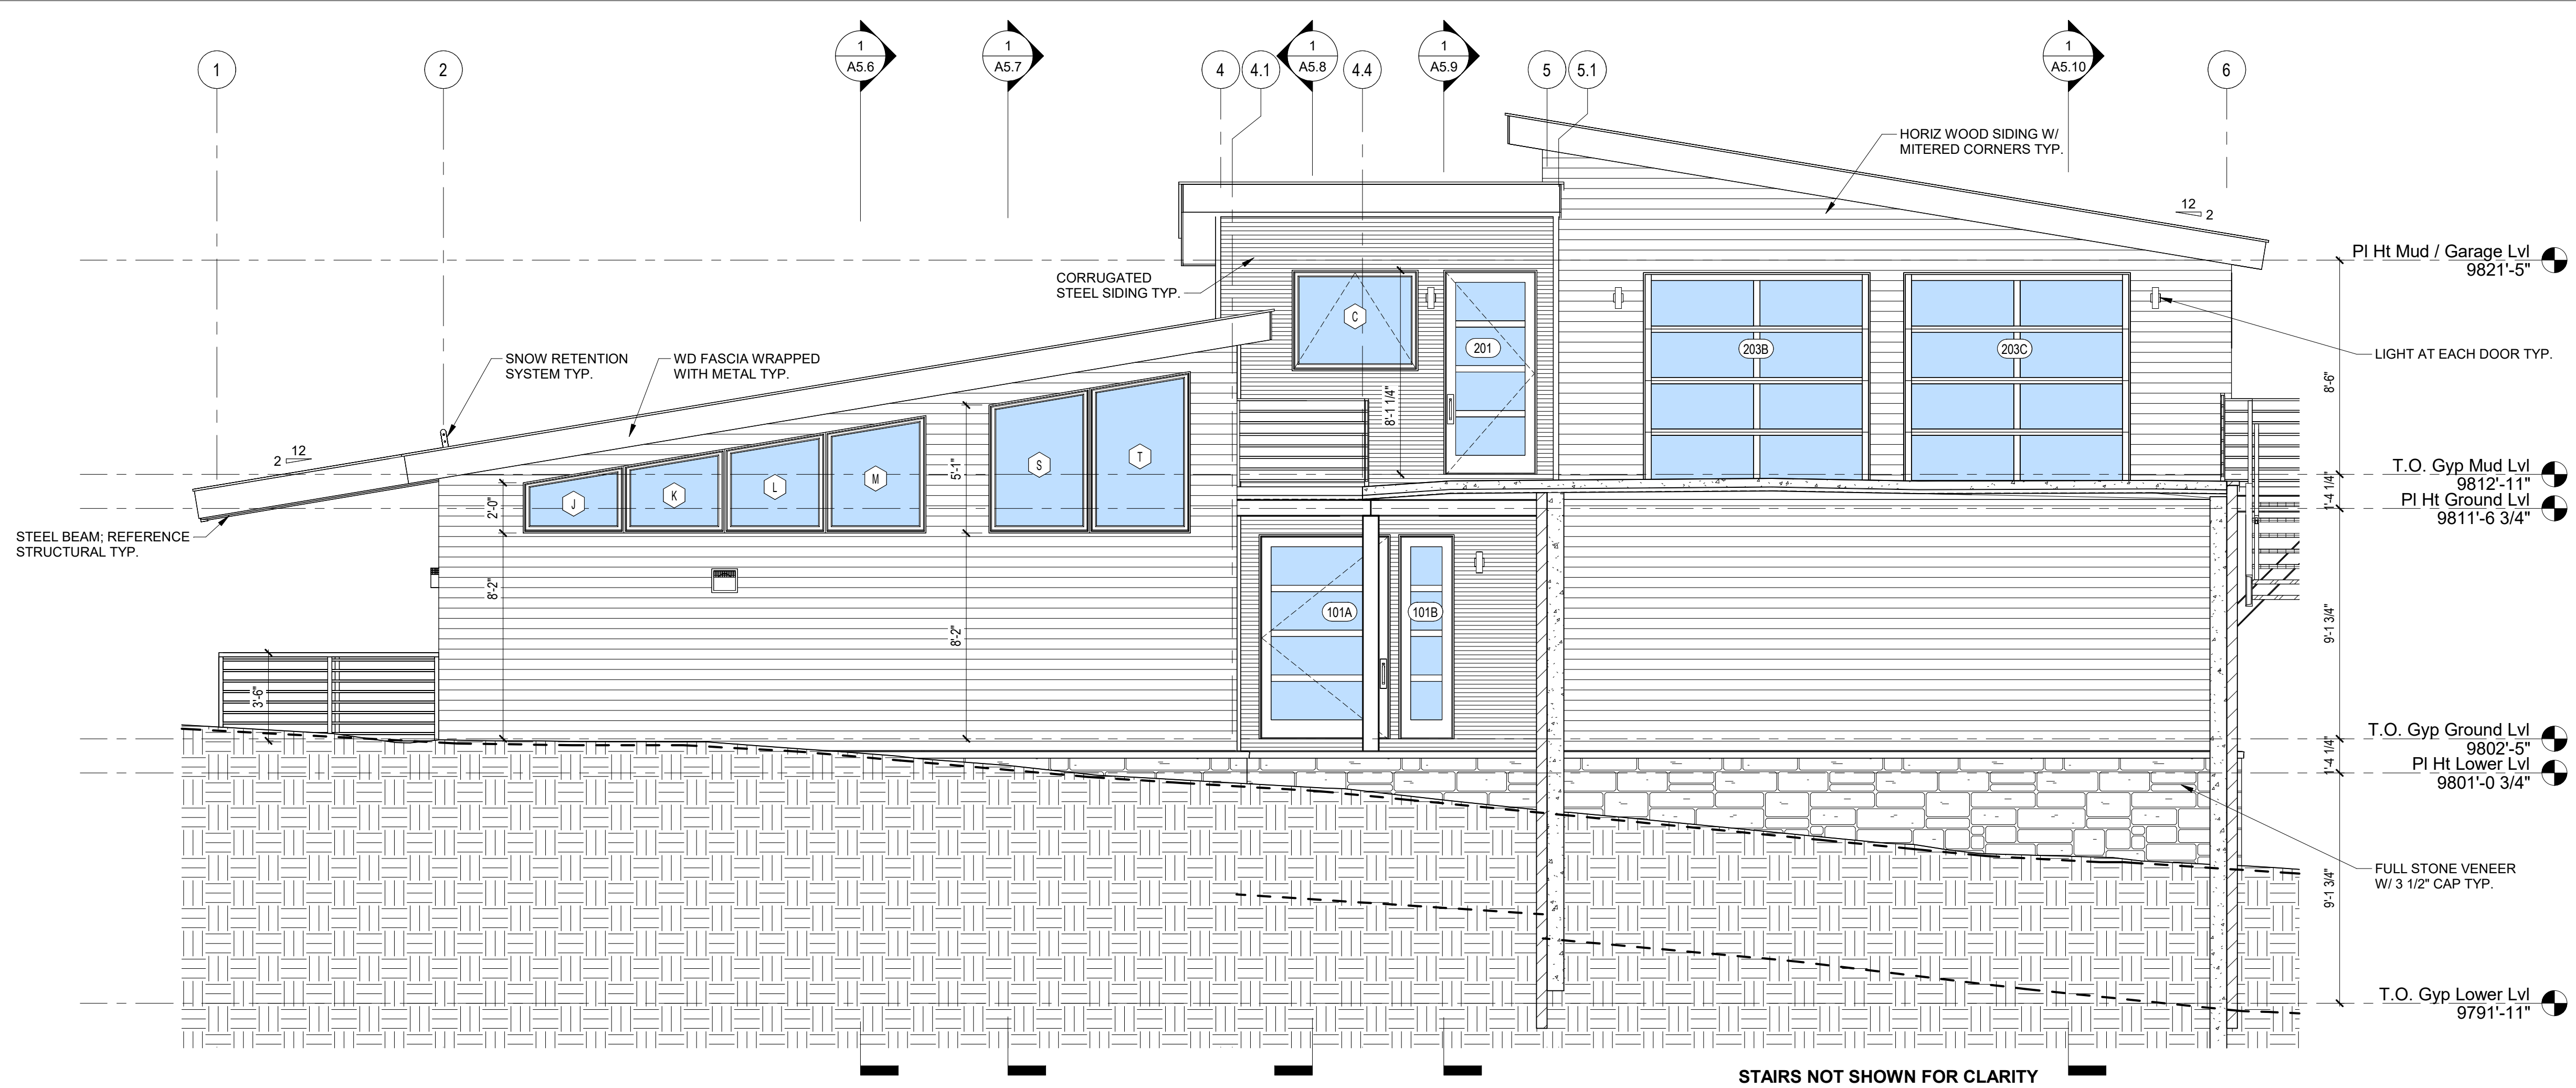 1
2
1
A5.6
1
A5.7
4
4.1
1
A5.8
4.4
1
A5.9
5
5.1
1
A5.10
6
HORIZ WOOD SIDING W/
MITERED CORNERS TYP.
12
2
Pl Ht Mud / Garage Lvl
9821'-5"
CORRUGATED
STEEL SIDING TYP.
C
201
203B
203C
LIGHT AT EACH DOOR TYP.
SNOW RETENTION
SYSTEM TYP.
WD FASCIA WRAPPED
WITH METAL TYP.
8'-1 1/4"
8'-6"
12
2
J
K
L
M
S
T
5'-1"
2'-0"
T.O. Gyp Mud Lvl
9812'-11"
1'-4 1/4"
Pl Ht Ground Lvl
9811'-6 3/4"
STEEL BEAM; REFERENCE
STRUCTURAL TYP.
8'-2"
8'-2"
101A
101B
9'-1 3/4"
3'-6"
T.O. Gyp Ground Lvl
9802'-5"
1'-4 1/4"
Pl Ht Lower Lvl
9801'-0 3/4"
FULL STONE VENEER
W/ 3 1/2" CAP TYP.
9'-1 3/4"
T.O. Gyp Lower Lvl
9791'-11"
STAIRS NOT SHOWN FOR CLARITY